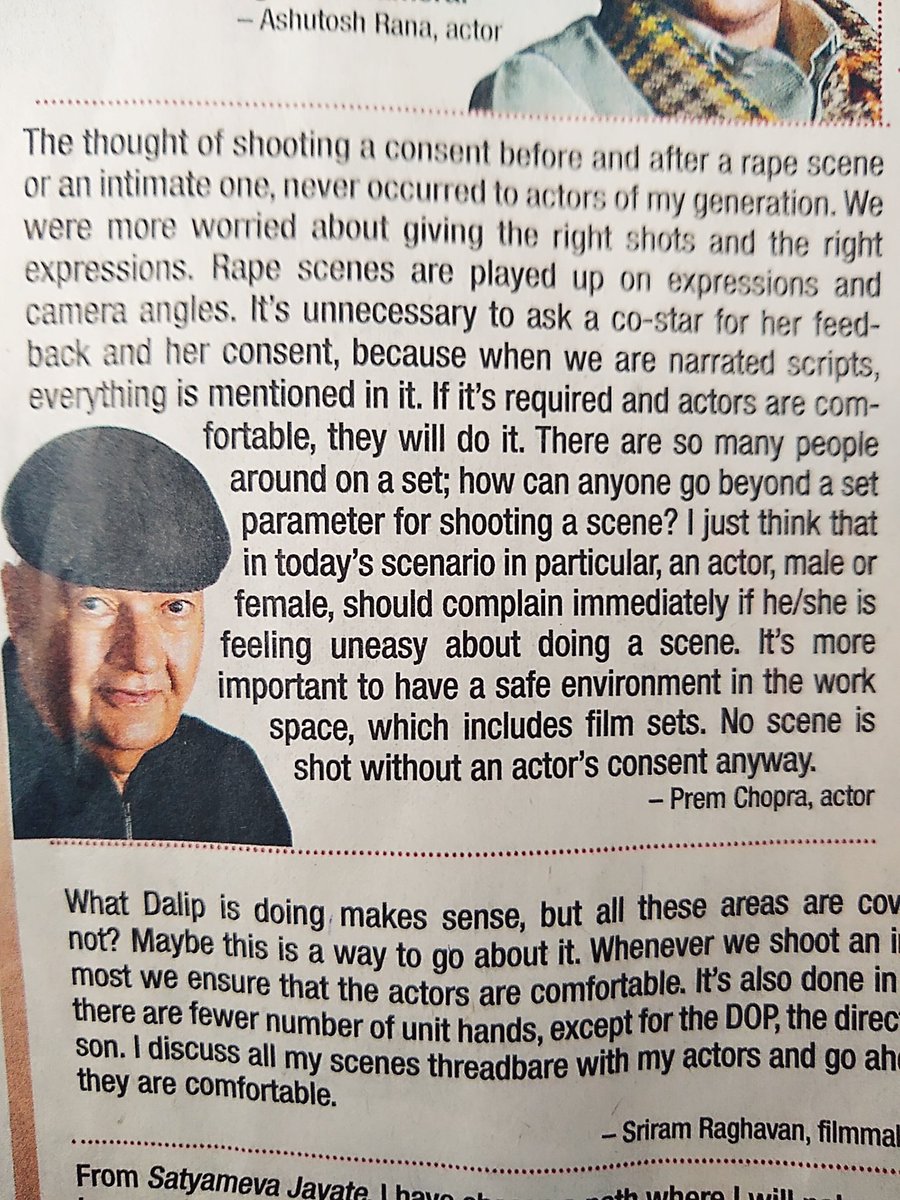 – Ashutosh Rana, actor
The thought of shooting a consent before and after a rape scene
or an intimate one, never occurred to actors of my generation. We
were more worried about giving the right shots and the right
expressions. Rape scenes are played up on expressions and
camera angles. It's unnecessary to ask a co-star for her feed-
back and her consent, because when we are narrated scripts,
everything is mentioned in it. If it's required and actors are com-
fortable, they will do it. There are so many people
around on a set; how can anyone go beyond a set
parameter for shooting a scene? I just think that
in today's scenario in particular, an actor, male or
female, should complain immediately if he/she is
feeling uneasy about doing a scene. It's more
important to have a safe environment in the work
space, which includes film sets. No scene is
shot without an actor's consent anyway.
– Prem Chopra, actor
What Dalip is doing makes sense, but all these areas are cov
not? Maybe this is a way to go about it. Whenever we shoot an
most we ensure that the actors are comfortable. It's also done in
there are fewer number of unit hands, except for the DOP, the direc
son. I discuss all my scenes threadbare with my actors and go
they are comfortable.
– Sriram Raghavan, filmma
From Satyameva Jayate, I have path where I will